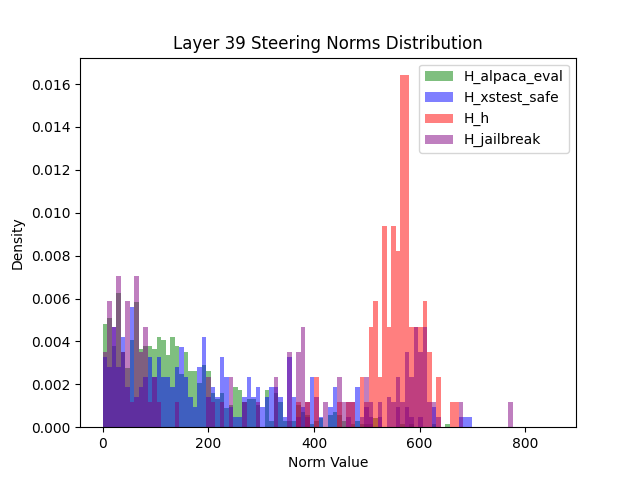 Layer 39 Steering Norms Distribution
H_alpaca_eval
H_xstest_safe
H_h
H_jailbreak
Density
0.016
0.014
0.012
0.010
0.008
0.006
0.004
0.002
0.000
0 200 400 600 800
Norm Value